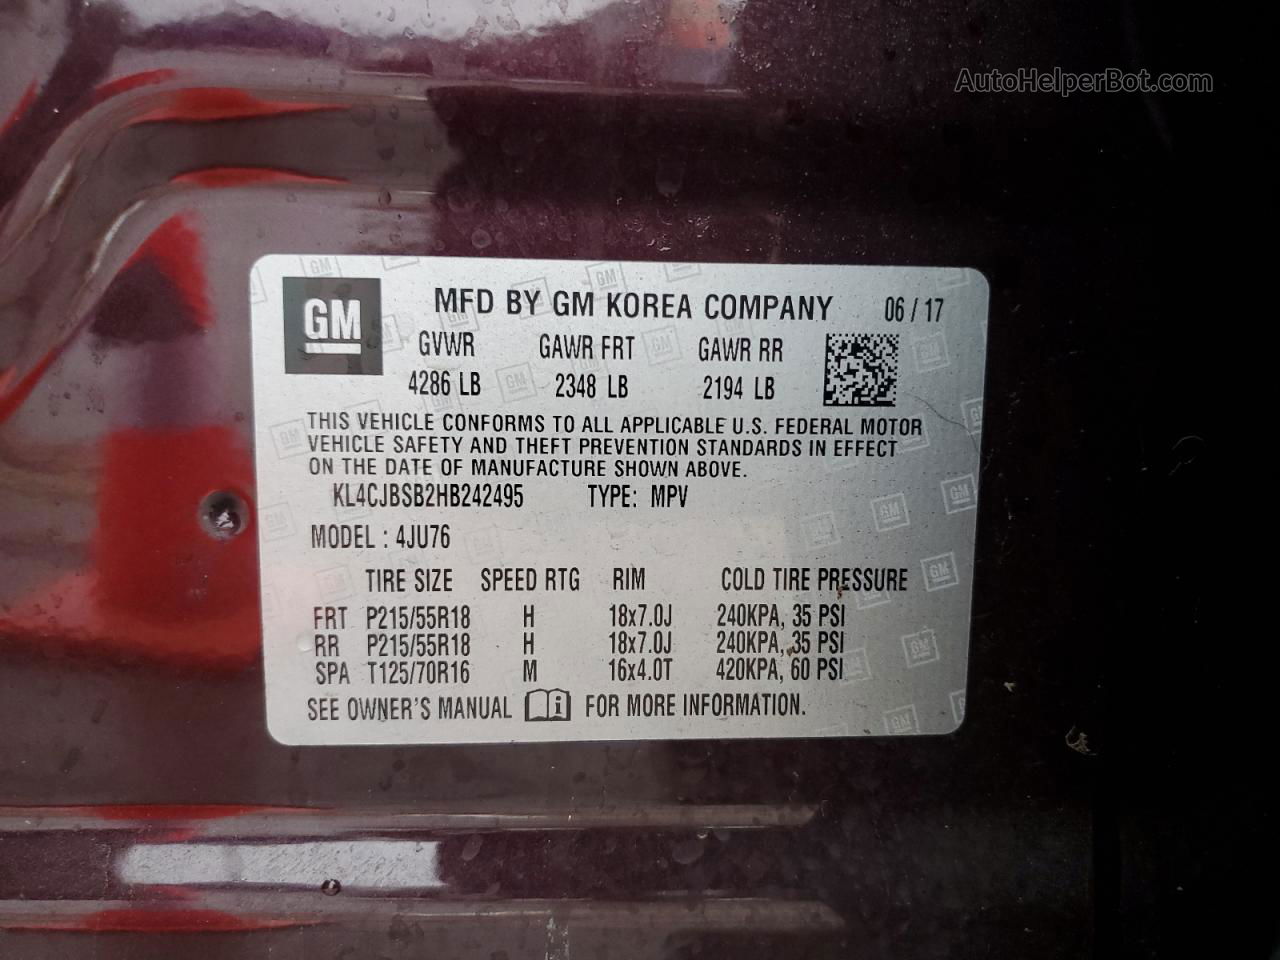 AutoHelperBot.com
GM MFD BY GM KOREA COMPANY 06 / 17
GVWR GAWR FRT GAWR RR
4286 LB 2348 LB 2194 LB
THIS VEHICLE CONFORMS TO ALL APPLICABLE U.S. FEDERAL MOTOR
VEHICLE SAFETY AND THEFT PREVENTION STANDARDS IN EFFECT
ON THE DATE OF MANUFACTURE SHOWN ABOVE.
KL4CJBSB2HB242495 TYPE: MPV
MODEL : 4JU76
TIRE SIZE SPEED RTG RIM COLD TIRE PRESSURE
FRT P215/55R18 H 18x7.0J 240KPA, 35 PSI
RR P215/55R18 H 18x7.0J 240KPA, 35 PSI
SPA T125/70R16 M 16x4.0T 420KPA, 60 PSI
SEE OWNER'S MANUAL i FOR MORE INFORMATION.